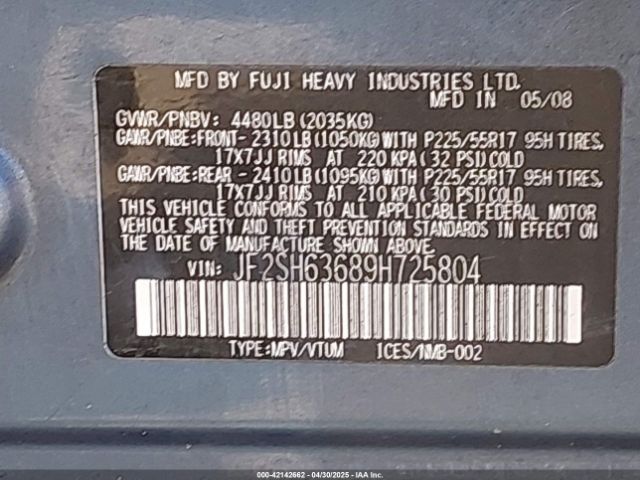 MFD BY FUJI HEAVY INDUSTRIES LTD.
MFD IN 05/08
GVWR/PNBV: 4480LB (2035KG)
GAWR/PNBE:FRONT- 2310LB (1050KG) WITH P225/55R17 95H TIRES,
17X7JJ RIMS AT 220 KPA (32 PSI) COLD
GAWR/PNBE:REAR - 2410LB (1095KG) WITH P225/55R17 95H TIRES,
17X7JJ RIMS AT 210 KPA (30 PSI) COLD
THIS VEHICLE CONFORMS TO ALL APPLICABLE FEDERAL MOTOR
VEHICLE SAFETY AND THEFT PREVENTION STANDARDS IN EFFECT ON
THE DATE OF MANUFACTURE SHOWN ABOVE.
VIN: JF2SH63689H725804
TYPE:MPV/VTUM 1CES/NMB-002
000-42142662 - 04/30/2025 - IAA Inc.